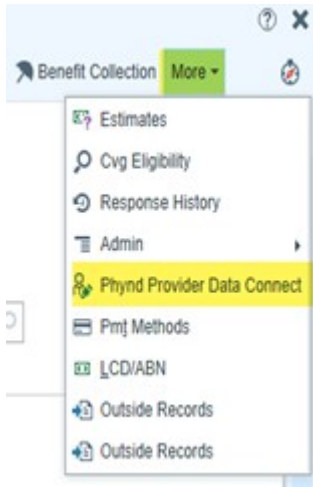 Benefit Collection More
Estimates
Cvg Eligibility
Response History
Admin
Phynd Provider Data Connect
Pmt Methods
LCD/ABN
Outside Records
Outside Records